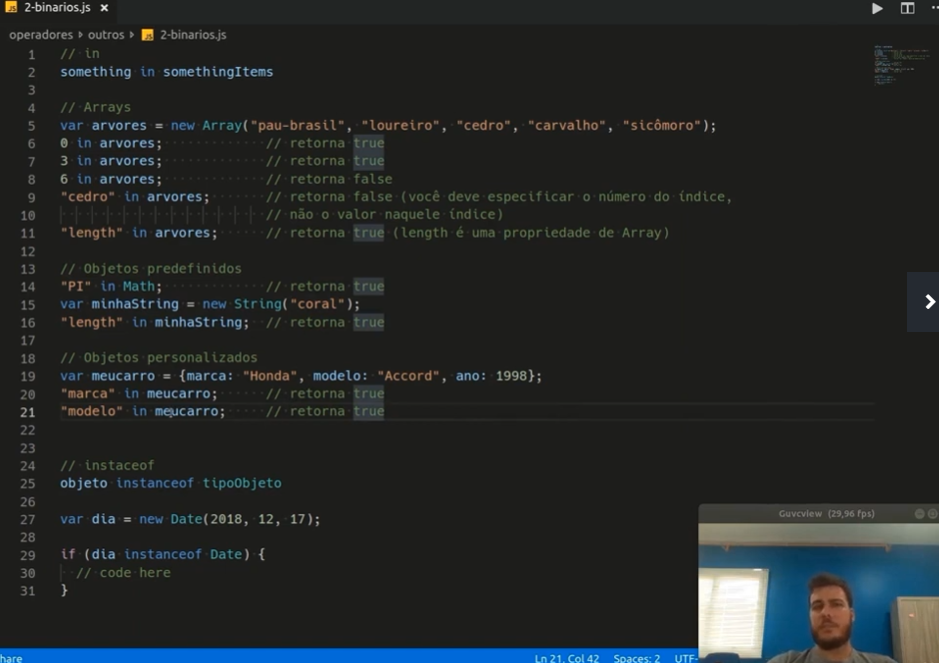 2-binarios.js ×
operadores › outros › 2-binarios.js
1 // in
2 something in somethingItems
3
4 // Arrays
5 var arvores = new Array("pau-brasil", "loureiro", "cedro", "carvalho", "sicômoro");
6 0 in arvores; // retorna true
7 3 in arvores; // retorna true
8 6 in arvores; // retorna false
9 "cedro" in arvores; // retorna false (você deve especificar o número do índice,
10 // não o valor naquele índice)
11 "length" in arvores; // retorna true (length é uma propriedade de Array)
12
13 // Objetos predefinidos
14 "PI" in Math; // retorna true
15 var minhaString = new String("coral");
16 "length" in minhaString; // retorna true
17
18 // Objetos personalizados
19 var meucarro = {marca: "Honda", modelo: "Accord", ano: 1998};
20 "marca" in meucarro; // retorna true
21 "modelo" in meucarro; // retorna true
22
23
24 // instaceof
25 objeto instanceof tipoObjeto
26
27 var dia = new Date(2018, 12, 17);
28
29 if (dia instanceof Date) {
30 // code here
31 }
Guvcview (29,96 fps)
hare Ln 21, Col 42 Spaces: 2 UTF-